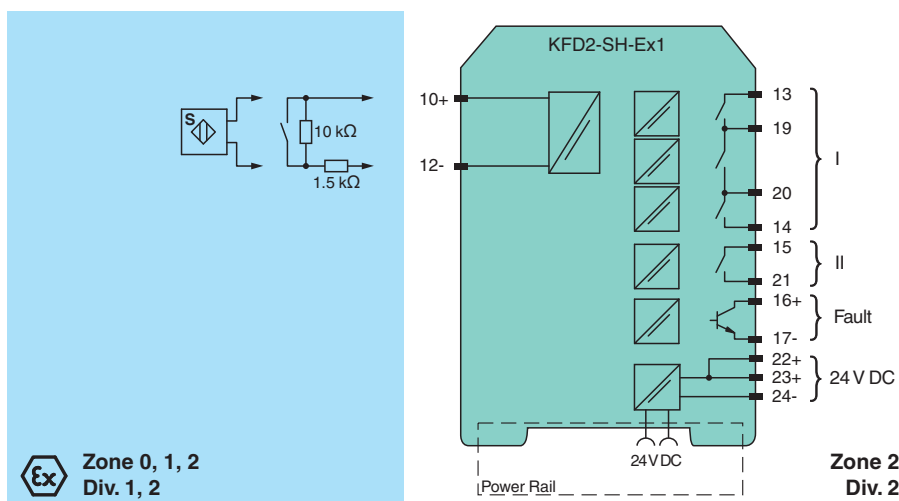 KFD2-SH-Ex1
S
10 kΩ
1.5 kΩ
10+
12-
13
19
20
14
I
15
21
II
16+
17-
Fault
22+
23+
24-
24 V DC
24VDC
Power Rail
Ex
Zone 0, 1, 2
Div. 1, 2
Zone 2
Div. 2